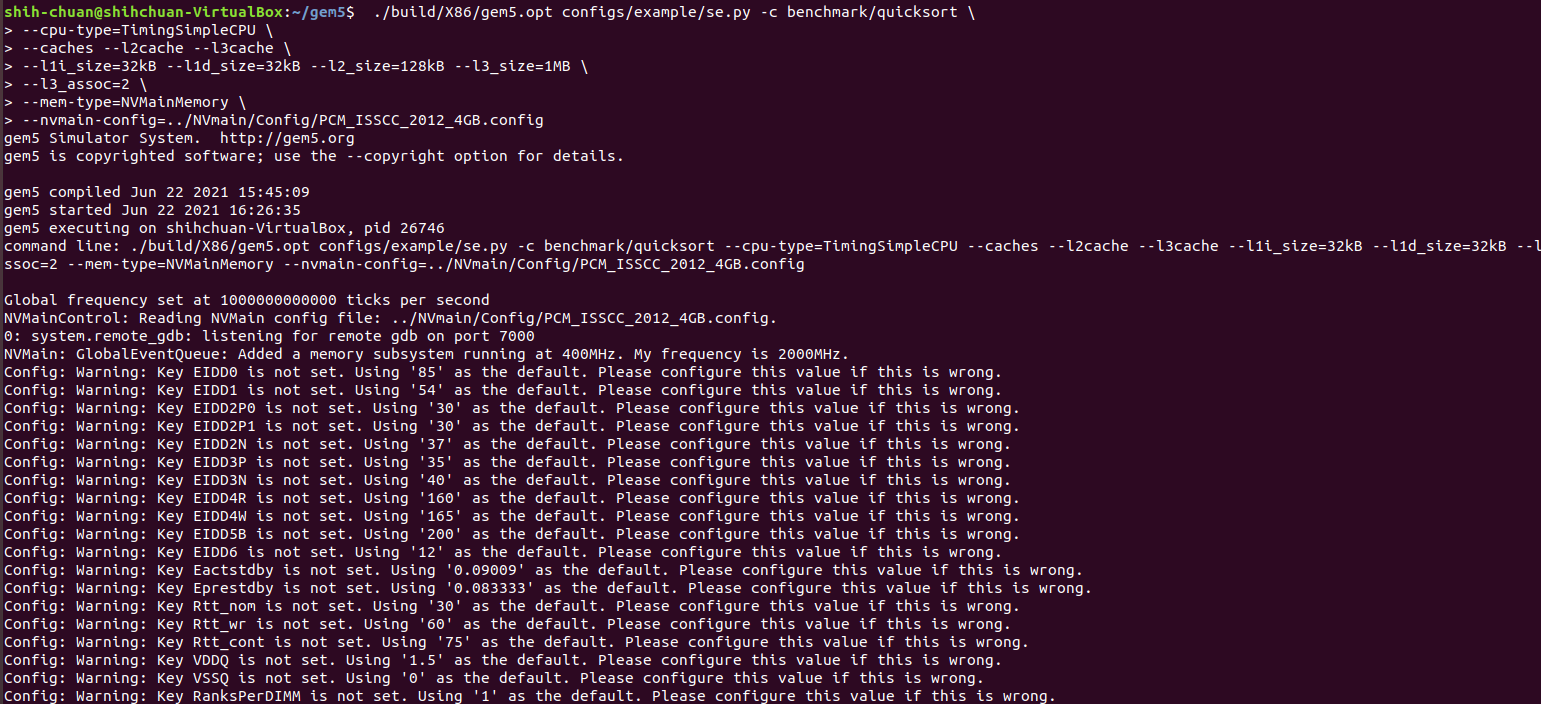 shih-chuan@shihchuan-VirtualBox:~/gem5$  ./build/X86/gem5.opt configs/example/se.py -c benchmark/quicksort \
> --cpu-type=TimingSimpleCPU \
> --caches --l2cache --l3cache \
> --l1i_size=32kB --l1d_size=32kB --l2_size=128kB --l3_size=1MB \
> --l3_assoc=2 \
> --mem-type=NVMainMemory \
> --nvmain-config=../NVmain/Config/PCM_ISSCC_2012_4GB.config
gem5 Simulator System.  http://gem5.org
gem5 is copyrighted software; use the --copyright option for details.

gem5 compiled Jun 22 2021 15:45:09
gem5 started Jun 22 2021 16:26:35
gem5 executing on shihchuan-VirtualBox, pid 26746
command line: ./build/X86/gem5.opt configs/example/se.py -c benchmark/quicksort --cpu-type=TimingSimpleCPU --caches --l2cache --l3cache --l1i_size=32kB --l1d_size=32kB --l
ssoc=2 --mem-type=NVMainMemory --nvmain-config=../NVmain/Config/PCM_ISSCC_2012_4GB.config

Global frequency set at 1000000000000 ticks per second
NVMainControl: Reading NVMain config file: ../NVmain/Config/PCM_ISSCC_2012_4GB.config.
0: system.remote_gdb: listening for remote gdb on port 7000
NVMain: GlobalEventQueue: Added a memory subsystem running at 400MHz. My frequency is 2000MHz.
Config: Warning: Key EIDD0 is not set. Using '85' as the default. Please configure this value if this is wrong.
Config: Warning: Key EIDD1 is not set. Using '54' as the default. Please configure this value if this is wrong.
Config: Warning: Key EIDD2P0 is not set. Using '30' as the default. Please configure this value if this is wrong.
Config: Warning: Key EIDD2P1 is not set. Using '30' as the default. Please configure this value if this is wrong.
Config: Warning: Key EIDD2N is not set. Using '37' as the default. Please configure this value if this is wrong.
Config: Warning: Key EIDD3P is not set. Using '35' as the default. Please configure this value if this is wrong.
Config: Warning: Key EIDD3N is not set. Using '40' as the default. Please configure this value if this is wrong.
Config: Warning: Key EIDD4R is not set. Using '160' as the default. Please configure this value if this is wrong.
Config: Warning: Key EIDD4W is not set. Using '165' as the default. Please configure this value if this is wrong.
Config: Warning: Key EIDD5B is not set. Using '200' as the default. Please configure this value if this is wrong.
Config: Warning: Key EIDD6 is not set. Using '12' as the default. Please configure this value if this is wrong.
Config: Warning: Key Eactstdby is not set. Using '0.09009' as the default. Please configure this value if this is wrong.
Config: Warning: Key Eprestdby is not set. Using '0.083333' as the default. Please configure this value if this is wrong.
Config: Warning: Key Rtt_nom is not set. Using '30' as the default. Please configure this value if this is wrong.
Config: Warning: Key Rtt_wr is not set. Using '60' as the default. Please configure this value if this is wrong.
Config: Warning: Key Rtt_cont is not set. Using '75' as the default. Please configure this value if this is wrong.
Config: Warning: Key VDDQ is not set. Using '1.5' as the default. Please configure this value if this is wrong.
Config: Warning: Key VSSQ is not set. Using '0' as the default. Please configure this value if this is wrong.
Config: Warning: Key RanksPerDIMM is not set. Using '1' as the default. Please configure this value if this is wrong.